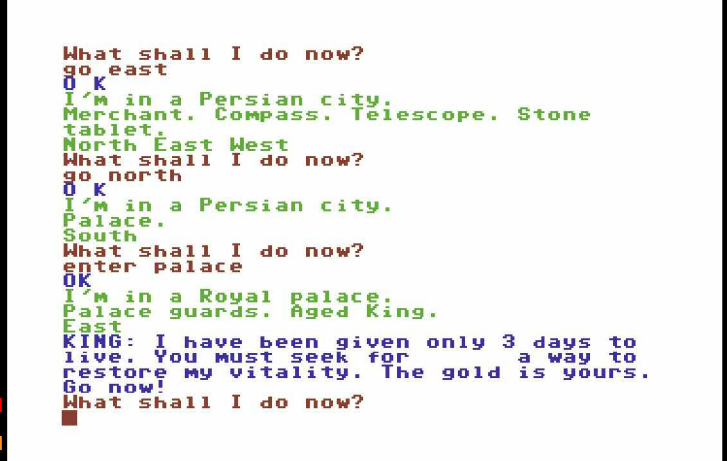 What shall I do now?
go east
O K
I'm in a Persian city.
Merchant. Compass. Telescope. Stone
tablet.
North East West
What shall I do now?
go north
O K
I'm in a Persian city.
Palace.
South
What shall I do now?
enter palace
OK
I'm in a Royal palace.
Palace guards. Aged King.
East
KING: I have been given only 3 days to
live. You must seek for a way to
restore my vitality. The gold is yours.
Go now!
What shall I do now?